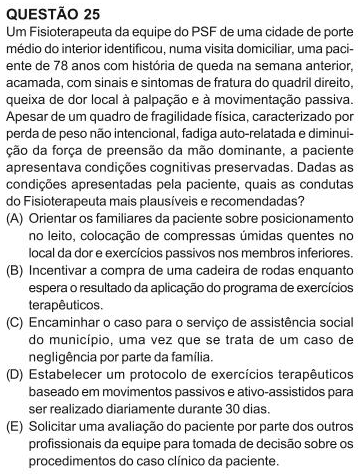 QUESTÃO 25
Um Fisioterapeuta da equipe do PSF de uma cidade de porte
médio do interior identificou, numa visita domiciliar, uma paci-
ente de 78 anos com história de queda na semana anterior,
acamada, com sinais e sintomas de fratura do quadril direito,
queixa de dor local à palpação e à movimentação passiva.
Apesar de um quadro de fragilidade física, caracterizado por
perda de peso não intencional, fadiga auto-relatada e diminui-
ção da força de preensão da mão dominante, a paciente
apresentava condições cognitivas preservadas. Dadas as
condições apresentadas pela paciente, quais as condutas
do Fisioterapeuta mais plausíveis e recomendadas?
(A) Orientar os familiares da paciente sobre posicionamento
no leito, colocação de compressas úmidas quentes no
local da dor e exercícios passivos nos membros inferiores.
(B) Incentivar a compra de uma cadeira de rodas enquanto
espera o resultado da aplicação do programa de exercícios
terapêuticos.
(C) Encaminhar o caso para o serviço de assistência social
do município, uma vez que se trata de um caso de
negligência por parte da família.
(D) Estabelecer um protocolo de exercícios terapêuticos
baseado em movimentos passivos e ativo-assistidos para
ser realizado diariamente durante 30 dias.
(E) Solicitar uma avaliação do paciente por parte dos outros
profissionais da equipe para tomada de decisão sobre os
procedimentos do caso clínico da paciente.